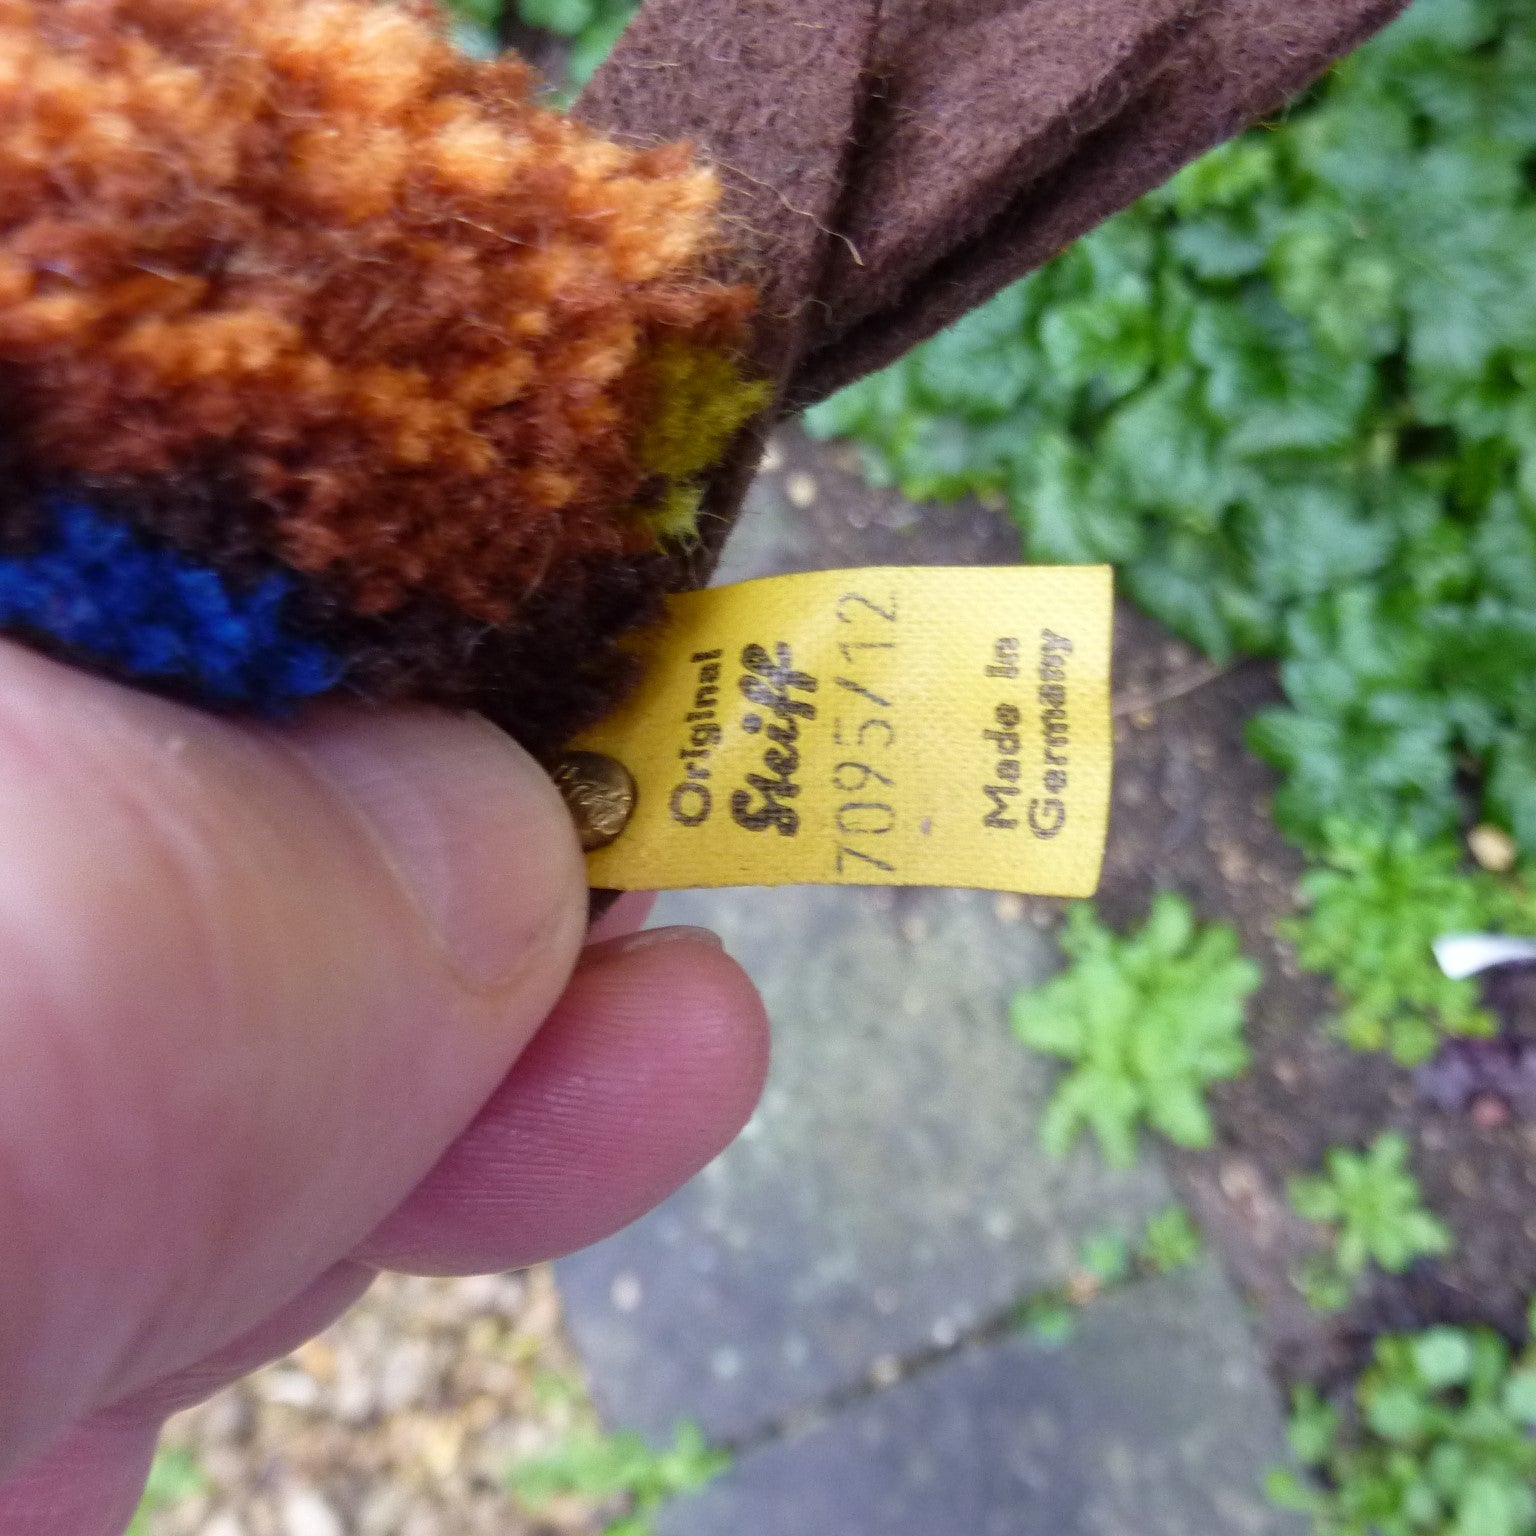 Original
Steiff
7095/12
Made in
Germany